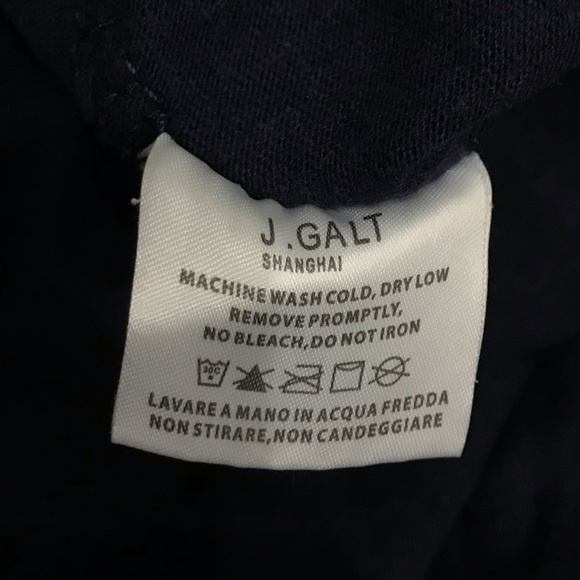 J.GALT
SHANGHAI
MACHINE WASH COLD, DRY LOW
REMOVE PROMPTLY,
NO BLEACH,DO NOT IRON
30C
LAVARE A MANO IN ACQUA FREDDA
NON STIRARE,NON CANDEGGIARE